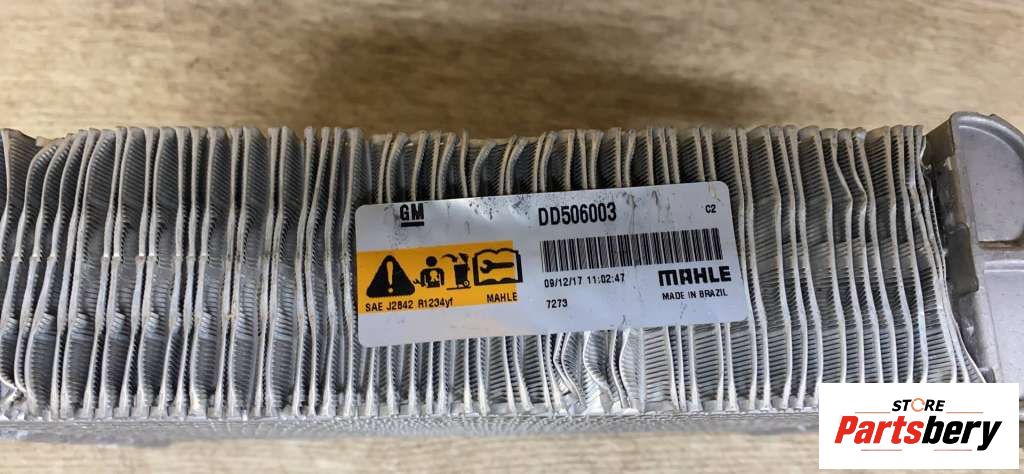 GM DD506003 C2
09/12/17 11:02:47 MAHLE
SAE J2842 R1234yf MAHLE 7273 MADE IN BRAZIL
STORE
Partsbery